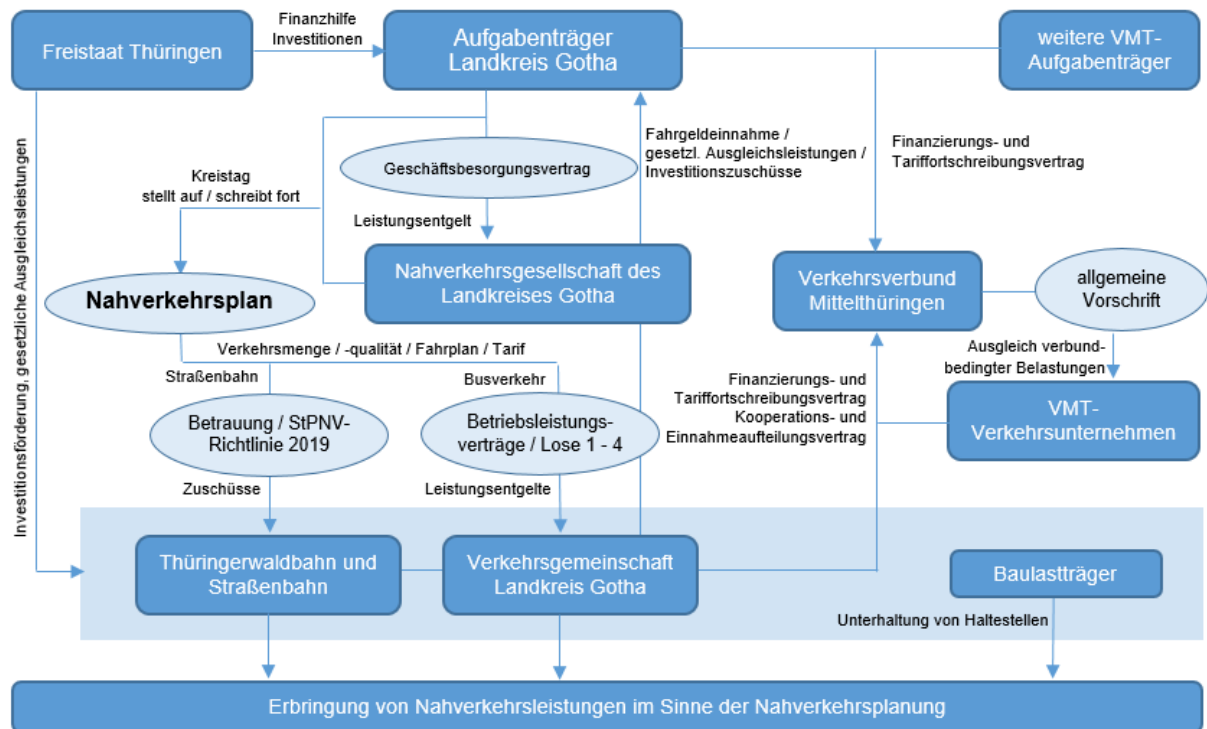 Freistaat Thüringen
Finanzhilfe
Investitionen
Aufgabenträger
Landkreis Gotha
weitere VMT-
Aufgabenträger
Investitionsförderung, gesetzliche Ausgleichsleistungen
Kreistag
stellt auf / schreibt fort
Geschäftsbesorgungsvertrag
Leistungsentgelt
Fahrgeldeinnahme /
gesetzl. Ausgleichsleistungen /
Investitionszuschüsse
Finanzierungs- und
Tariffortschreibungsvertrag
Nahverkehrsgesellschaft des
Landkreises Gotha
Nahverkehrsplan
Verkehrsverbund
Mittelthüringen
allgemeine
Vorschrift
Verkehrsmenge / -qualität / Fahrplan / Tarif
Straßenbahn
Busverkehr
Ausgleich verbund-
bedingter Belastungen
Betrauung / StPNV-
Richtlinie 2019
Betriebsleistungs-
verträge / Lose 1 - 4
Finanzierungs- und
Tariffortschreibungsvertrag
Kooperations- und
Einnahmeaufteilungsvertrag
VMT-
Verkehrsunternehmen
Zuschüsse
Leistungsentgelte
Thüringerwaldbahn und
Straßenbahn
Verkehrsgemeinschaft
Landkreis Gotha
Baulastträger
Unterhaltung von Haltestellen
Erbringung von Nahverkehrsleistungen im Sinne der Nahverkehrsplanung